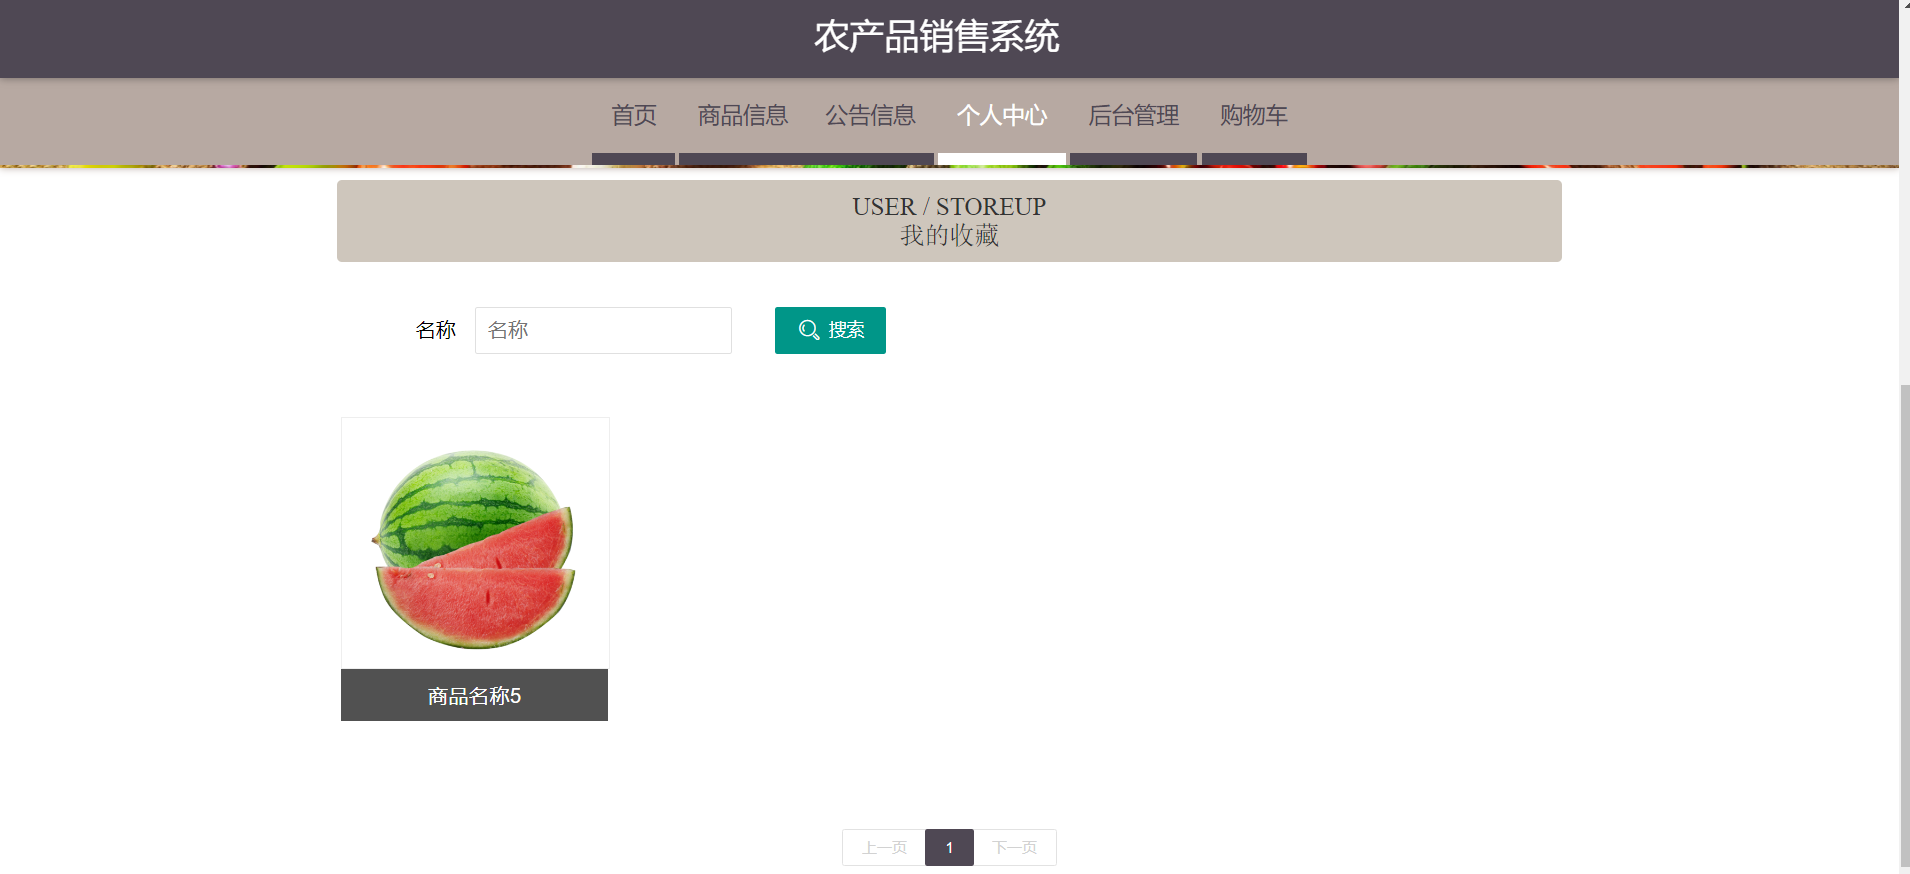 农产品销售系统
首页 商品信息 公告信息 个人中心 后台管理 购物车
USER / STOREUP
我的收藏
名称 名称 搜索
商品名称5
上一页 1 下一页